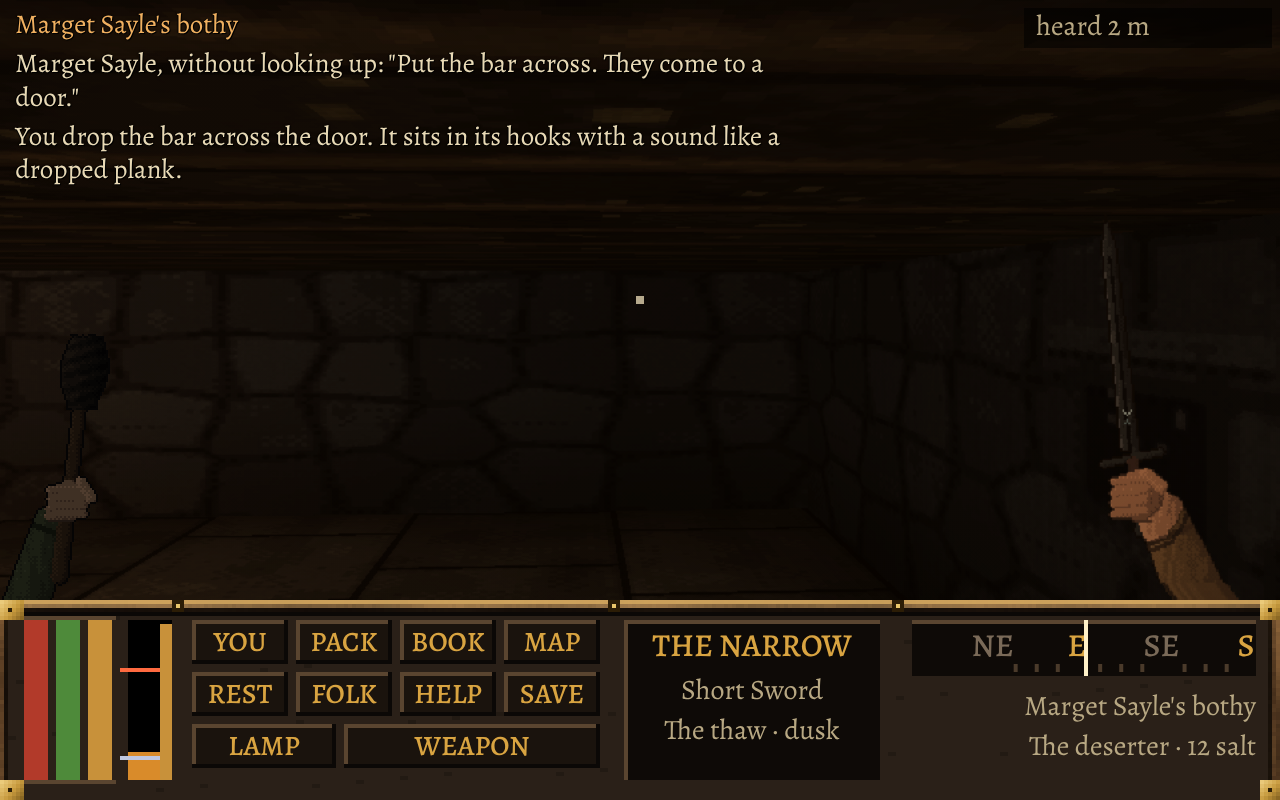 Marget Sayle's bothy
heard 2 m
Marget Sayle, without looking up: "Put the bar across. They come to a
door."
You drop the bar across the door. It sits in its hooks with a sound like a
dropped plank.
YOU
PACK
BOOK
MAP
REST
FOLK
HELP
SAVE
LAMP
WEAPON
THE NARROW
Short Sword
The thaw · dusk
NE E SE S
Marget Sayle's bothy
The deserter · 12 salt